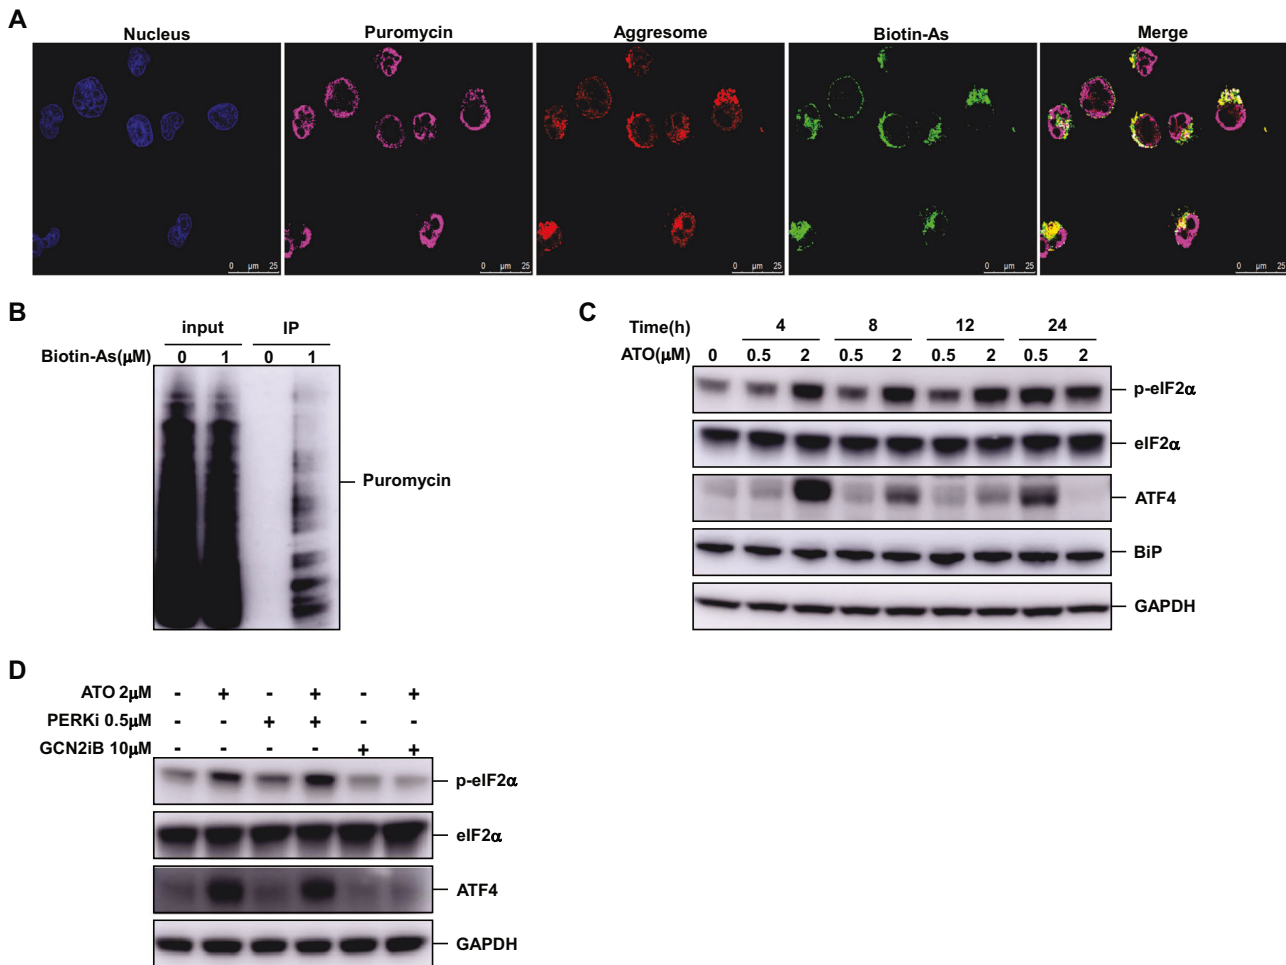 A
Nucleus Puromycin Aggresome Biotin-As Merge
0 μm 25 0 μm 25 0 μm 25 0 μm 25 0 μm 25
B
input IP
Biotin-As(μM) 0 1 0 1
Puromycin
C
Time(h) 4 8 12 24
ATO(μM) 0 0.5 2 0.5 2 0.5 2 0.5 2
p-eIF2α
eIF2α
ATF4
BiP
GAPDH
D
ATO 2μM - + - + - +
PERKi 0.5μM - - + + - -
GCN2iB 10μM - - - - + +
p-eIF2α
eIF2α
ATF4
GAPDH